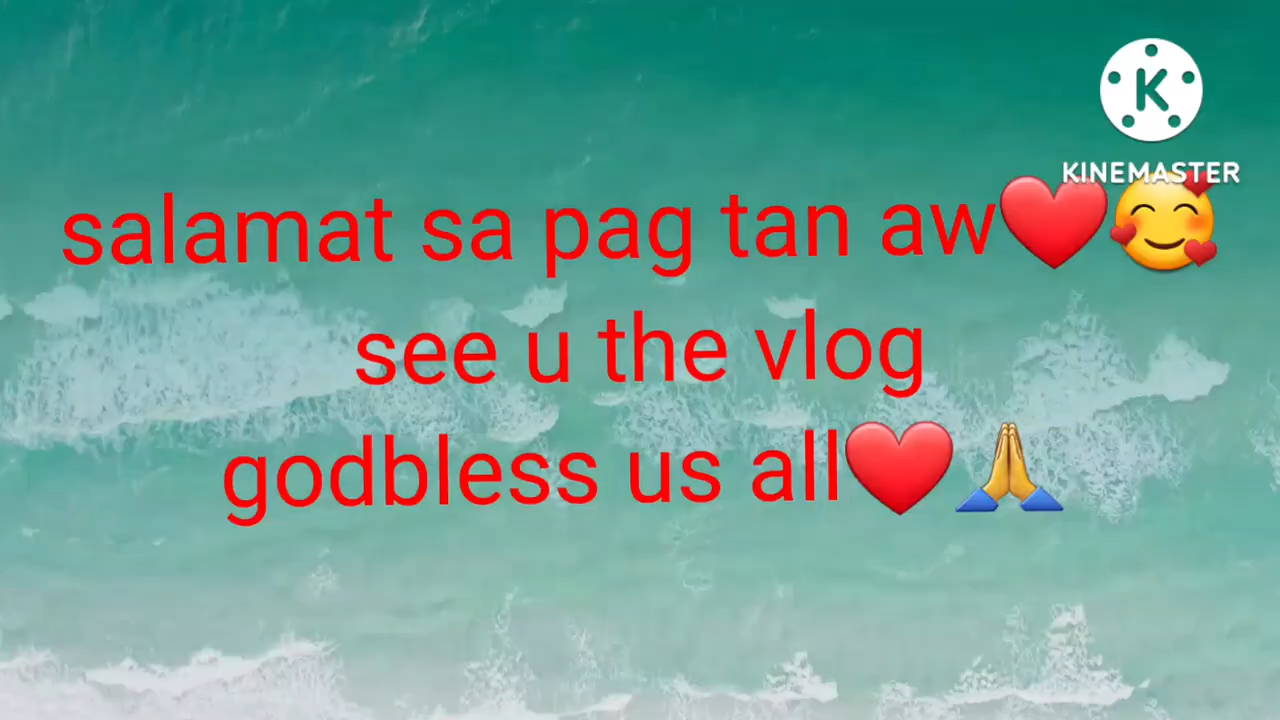 K
KINEMASTER
salamat sa pag tan aw❤️🥰
see u the vlog
godbless us all❤️🙏